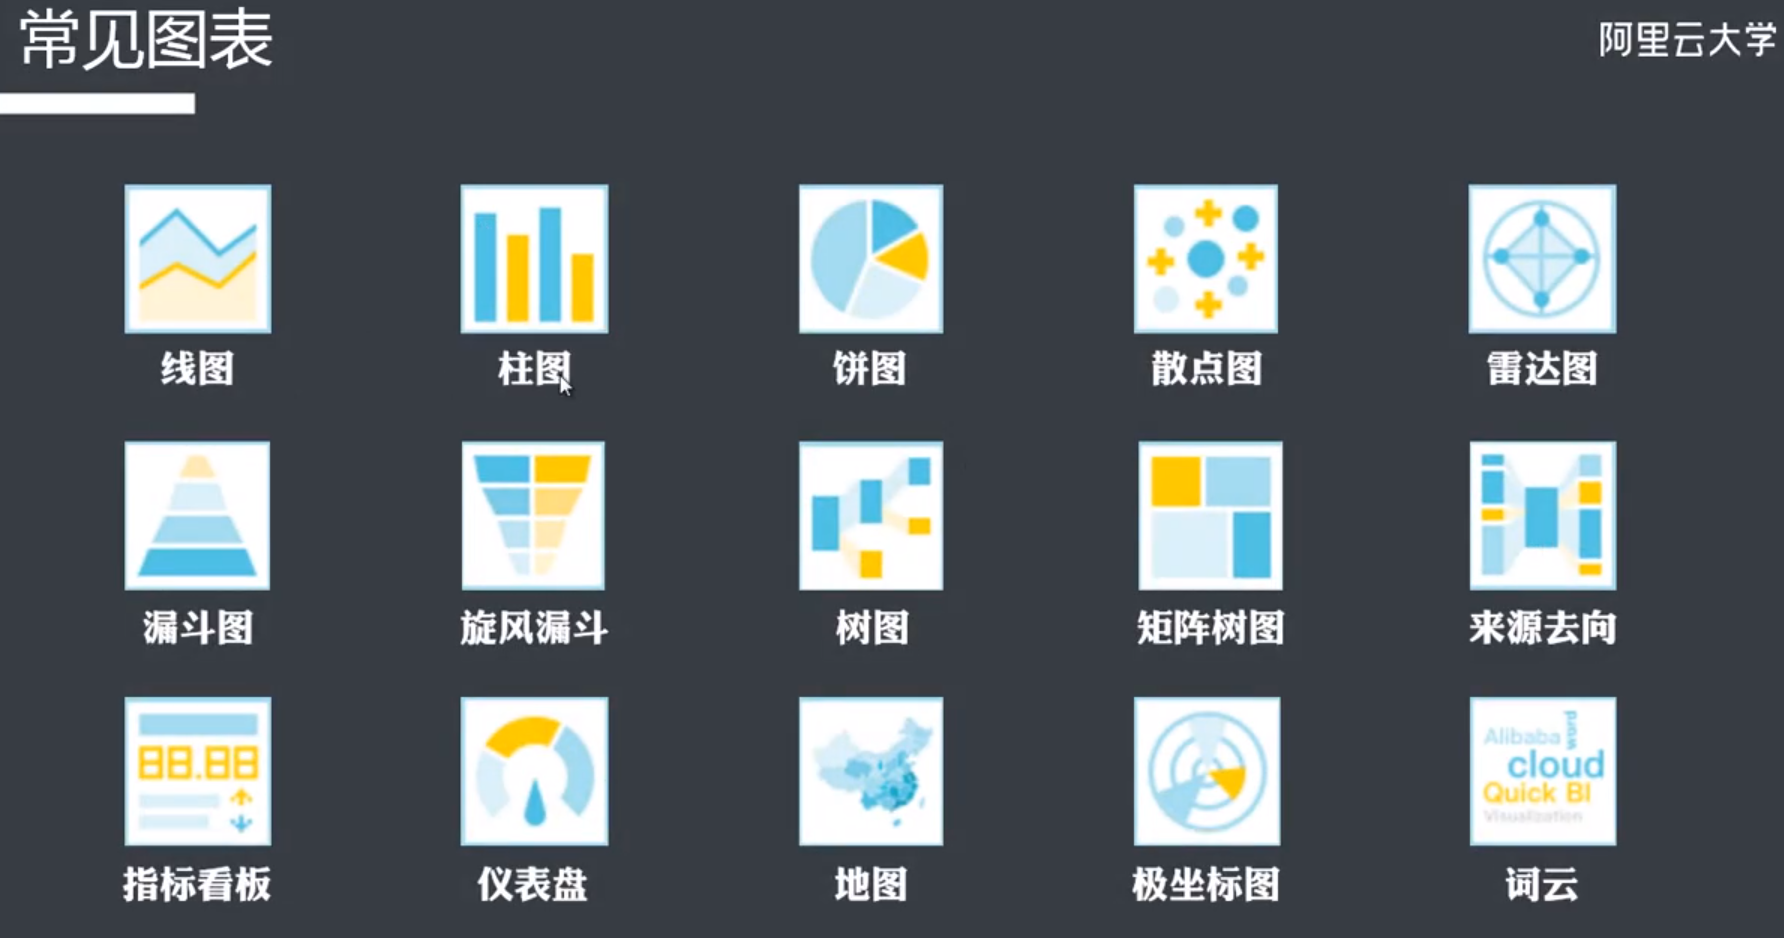 常见图表
阿里云大学
线图
柱图
饼图
散点图
雷达图
漏斗图
旋风漏斗
树图
矩阵树图
来源去向
88.88
Alibaba
word
cloud
Quick BI
Visualization
指标看板
仪表盘
地图
极坐标图
词云